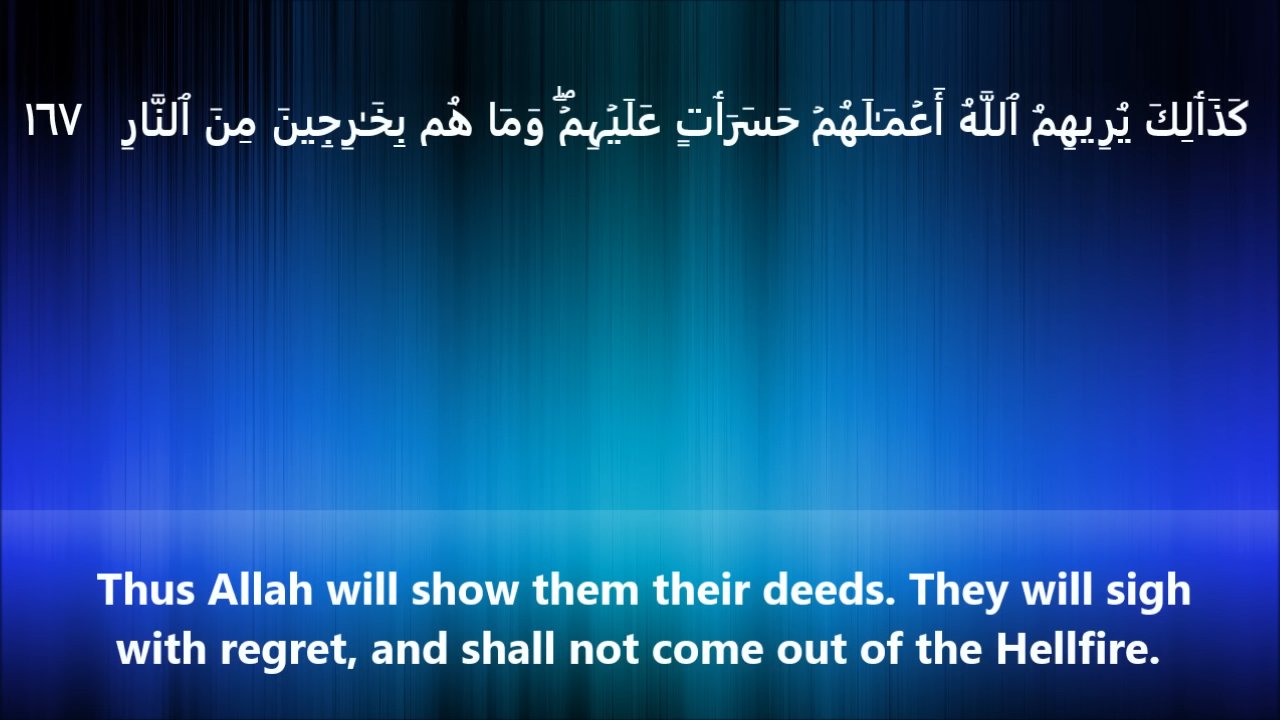 كَذَٰلِكَ يُرِيهِمُ ٱللَّهُ أَعْمَـٰلَهُمْ حَسَرَٰتٍ عَلَيْهِمْ ۖ وَمَا هُم بِخَـٰرِجِينَ مِنَ ٱلنَّارِ ١٦٧
Thus Allah will show them their deeds. They will sigh
with regret, and shall not come out of the Hellfire.